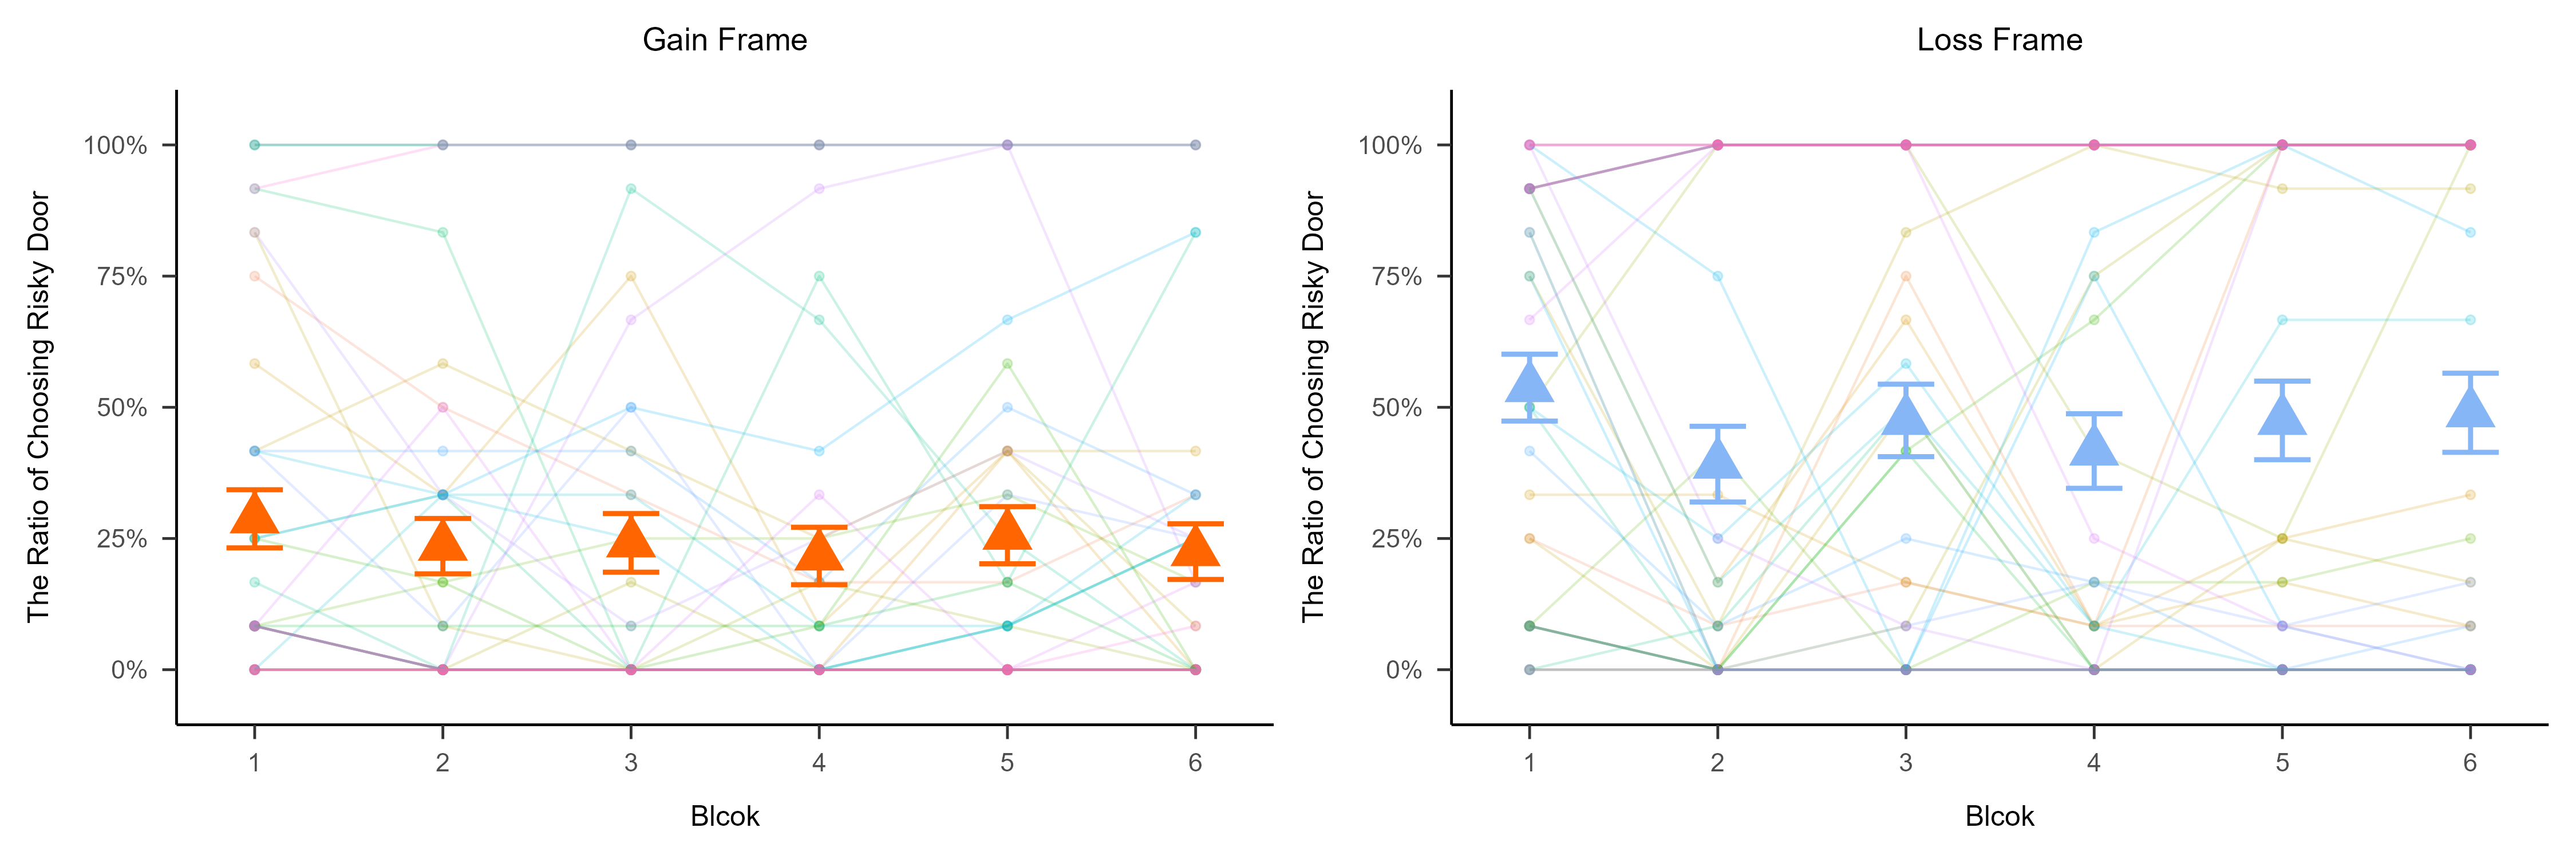 Gain Frame
The Ratio of Choosing Risky Door
100%
75%
50%
25%
0%
1 2 3 4 5 6
Blcok
Loss Frame
The Ratio of Choosing Risky Door
100%
75%
50%
25%
0%
1 2 3 4 5 6
Blcok